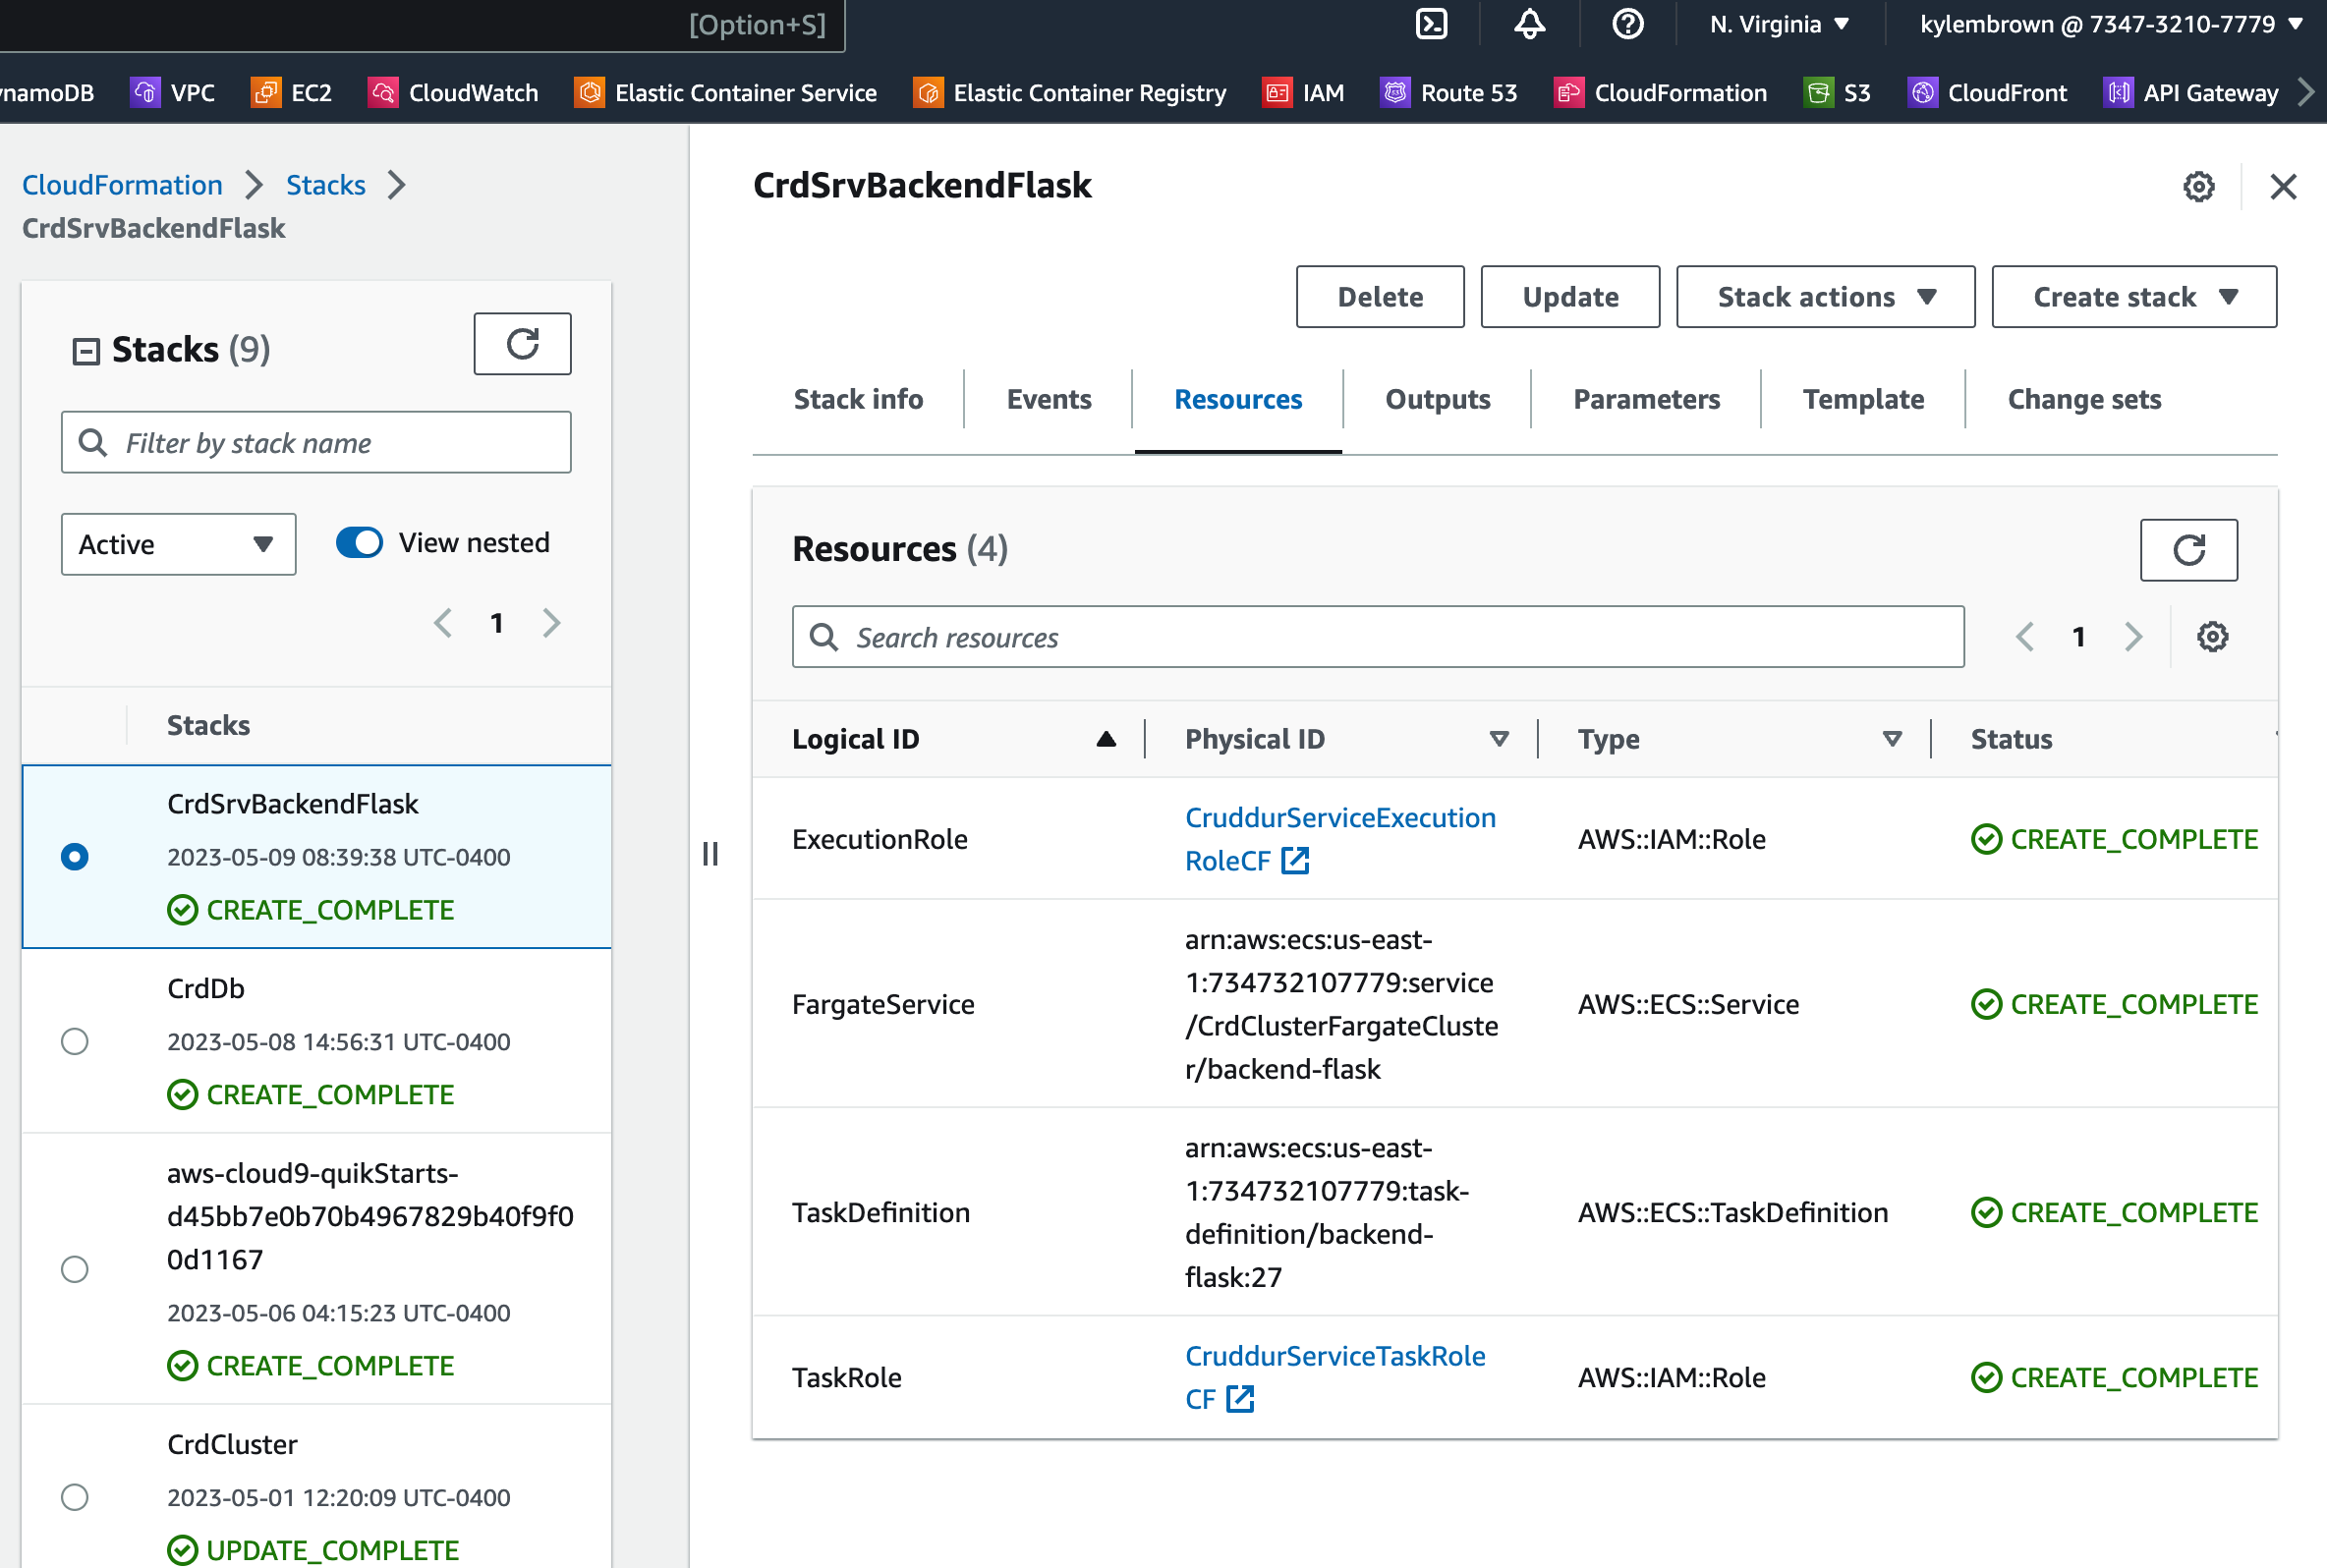 [Option+S]
N. Virginia
kylembrown @ 7347-3210-7779
VPC
EC2
CloudWatch
Elastic Container Service
Elastic Container Registry
IAM
Route 53
CloudFormation
S3
CloudFront
API Gateway
CloudFormation
Stacks
CrdSrvBackendFlask
Stacks (9)
Filter by stack name
Active
View nested
1
Stacks
CrdSrvBackendFlask
2023-05-09 08:39:38 UTC-0400
CREATE_COMPLETE
CrdDb
2023-05-08 14:56:31 UTC-0400
CREATE_COMPLETE
aws-cloud9-quikStarts-
d45bb7e0b70b4967829b40f9f0
0d1167
2023-05-06 04:15:23 UTC-0400
CREATE_COMPLETE
CrdCluster
2023-05-01 12:20:09 UTC-0400
UPDATE_COMPLETE
CrdSrvBackendFlask
Delete
Update
Stack actions
Create stack
Stack info
Events
Resources
Outputs
Parameters
Template
Change sets
Resources (4)
Search resources
1
Logical ID
Physical ID
Type
Status
ExecutionRole
CruddurServiceExecution
RoleCF
AWS::IAM::Role
CREATE_COMPLETE
FargateService
arn:aws:ecs:us-east-
1:734732107779:service
/CrdClusterFargateCluste
r/backend-flask
AWS::ECS::Service
CREATE_COMPLETE
TaskDefinition
arn:aws:ecs:us-east-
1:734732107779:task-
definition/backend-
flask:27
AWS::ECS::TaskDefinition
CREATE_COMPLETE
TaskRole
CruddurServiceTaskRole
CF
AWS::IAM::Role
CREATE_COMPLETE